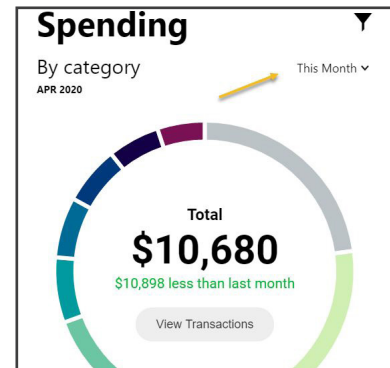 Spending
By category
This Month
APR 2020
Total
$10,680
$10,898 less than last month
View Transactions